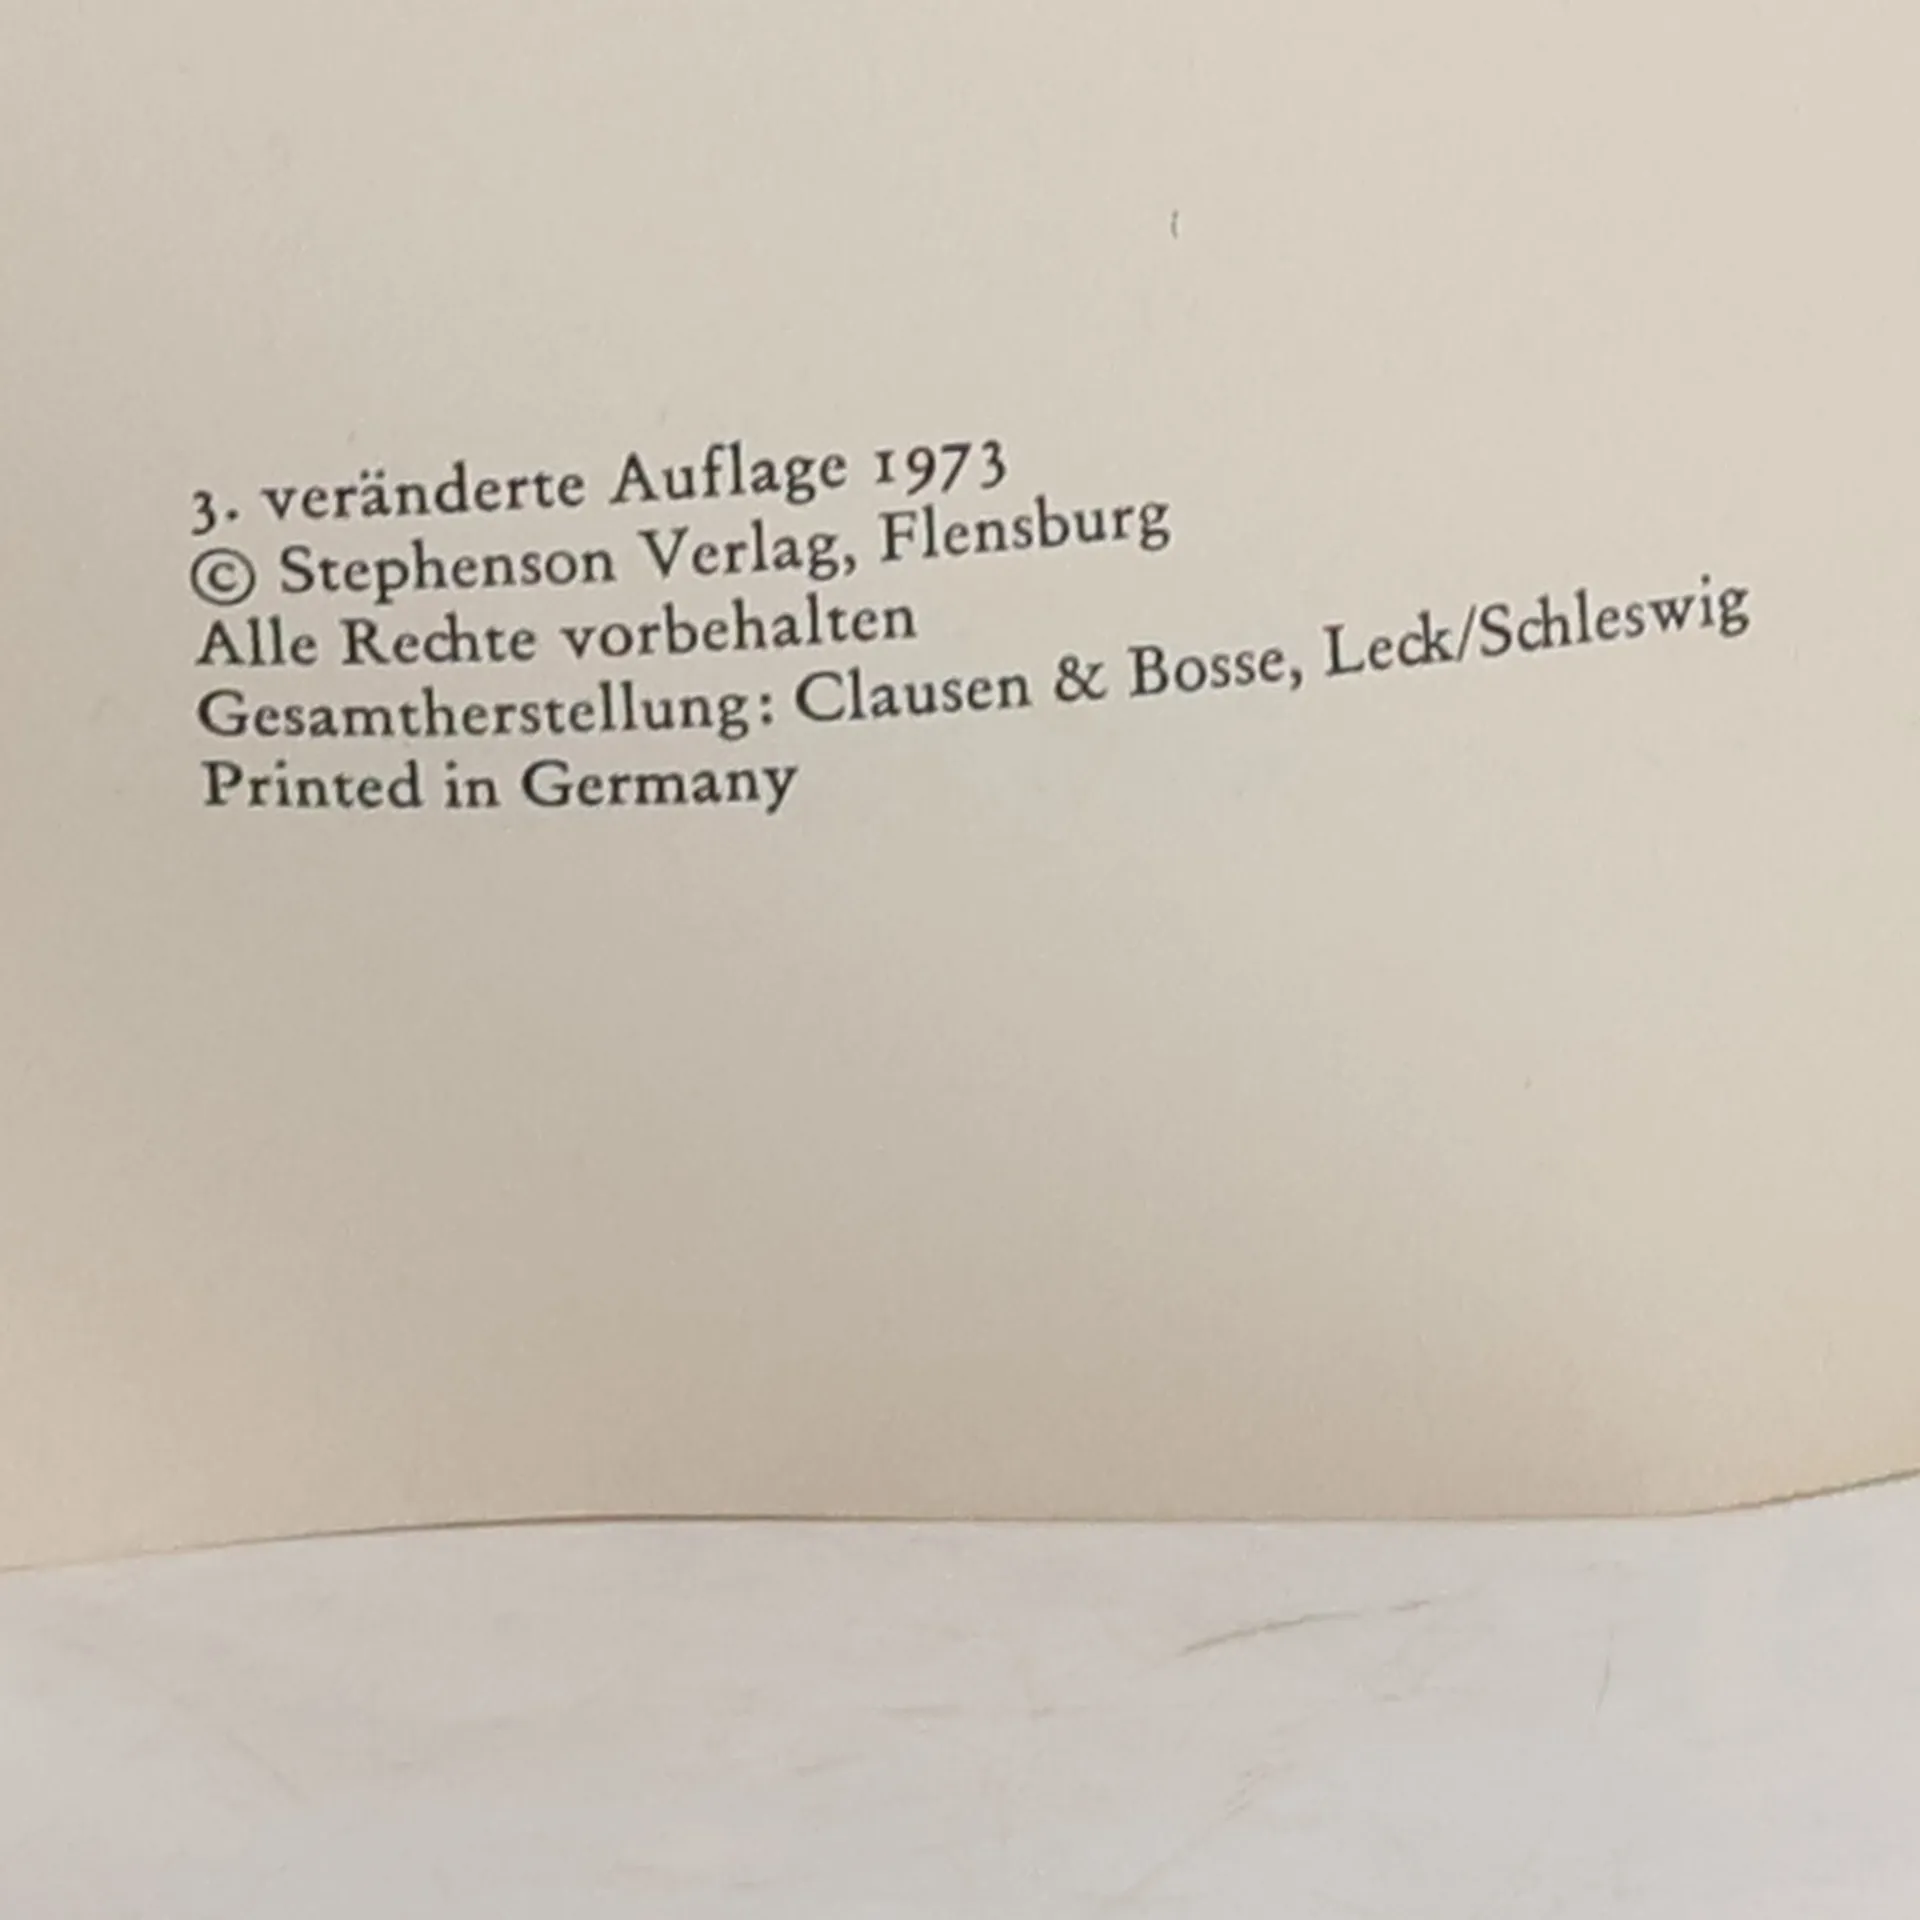 3. veränderte Auflage 1973
© Stephenson Verlag, Flensburg
Alle Rechte vorbehalten
Gesamtherstellung: Clausen & Bosse, Leck/Schleswig
Printed in Germany